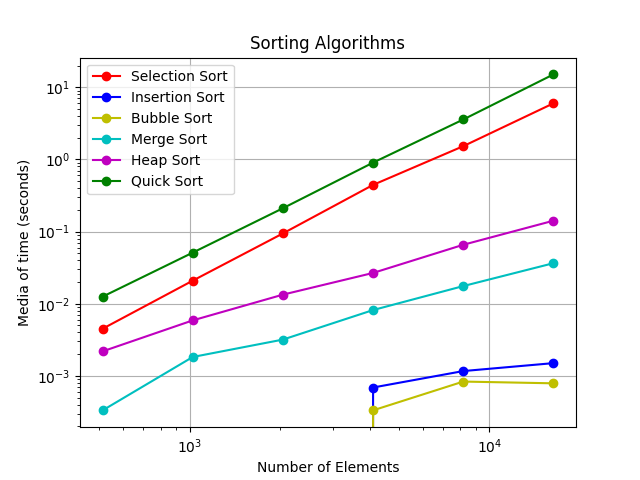 Sorting Algorithms
Selection Sort
Insertion Sort
Bubble Sort
Merge Sort
Heap Sort
Quick Sort
Media of time (seconds)
10¹
10⁰
10⁻¹
10⁻²
10⁻³
10³
10⁴
Number of Elements